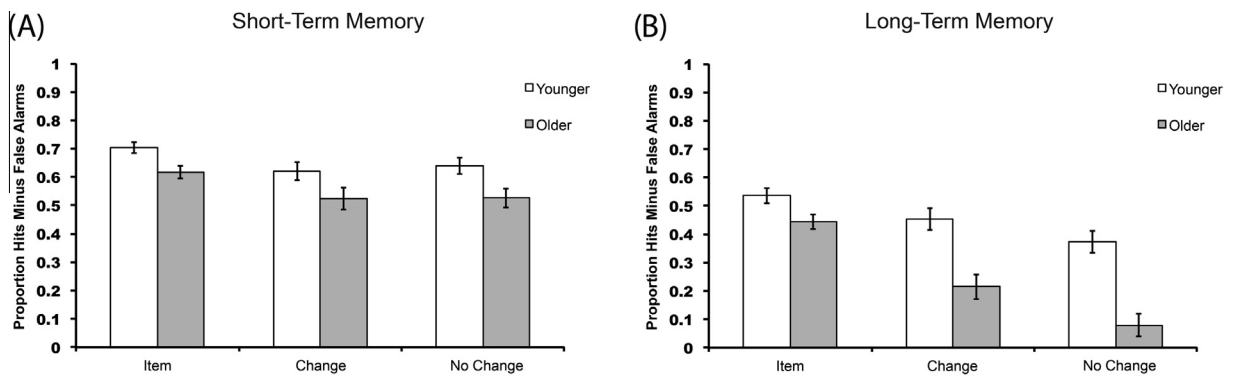 (A)
Short-Term Memory
Proportion Hits Minus False Alarms
1
0.9
0.8
0.7
0.6
0.5
0.4
0.3
0.2
0.1
0
Younger
Older
Item
Change
No Change
(B)
Long-Term Memory
Proportion Hits Minus False Alarms
1
0.9
0.8
0.7
0.6
0.5
0.4
0.3
0.2
0.1
0
Younger
Older
Item
Change
No Change